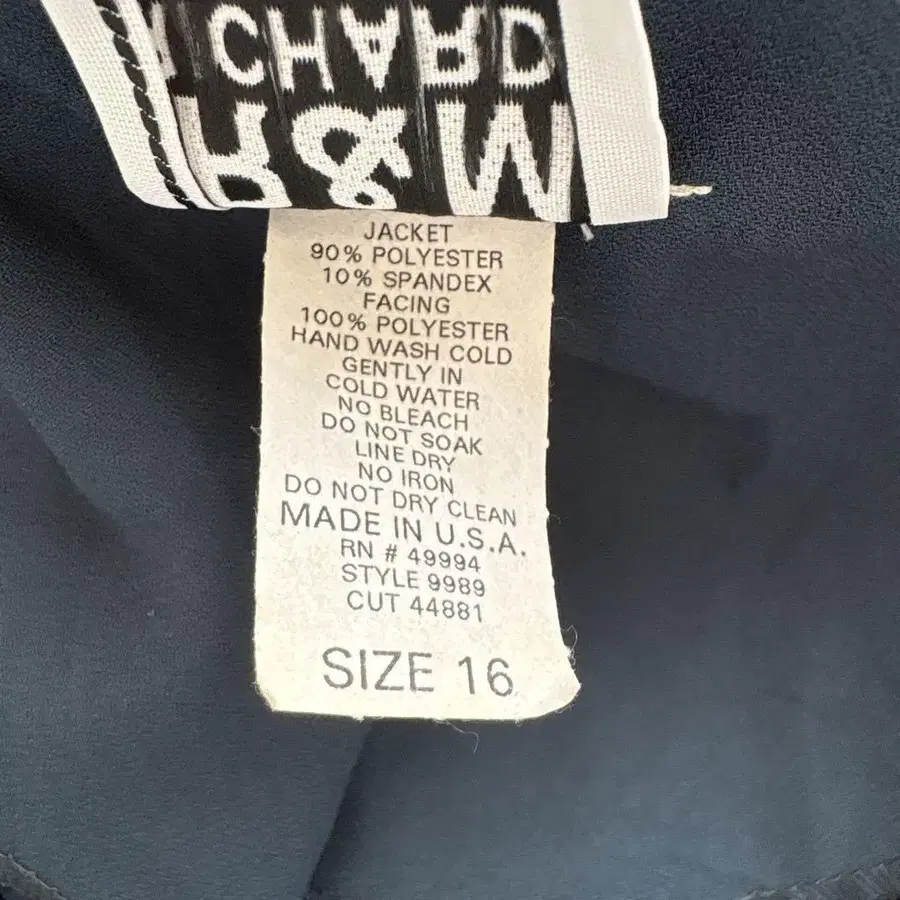 R&M
CHARD
JACKET
90% POLYESTER
10% SPANDEX
FACING
100% POLYESTER
HAND WASH COLD
GENTLY IN
COLD WATER
NO BLEACH
DO NOT SOAK
LINE DRY
NO IRON
DO NOT DRY CLEAN
MADE IN U.S.A.
RN # 49994
STYLE 9989
CUT 44881
SIZE 16